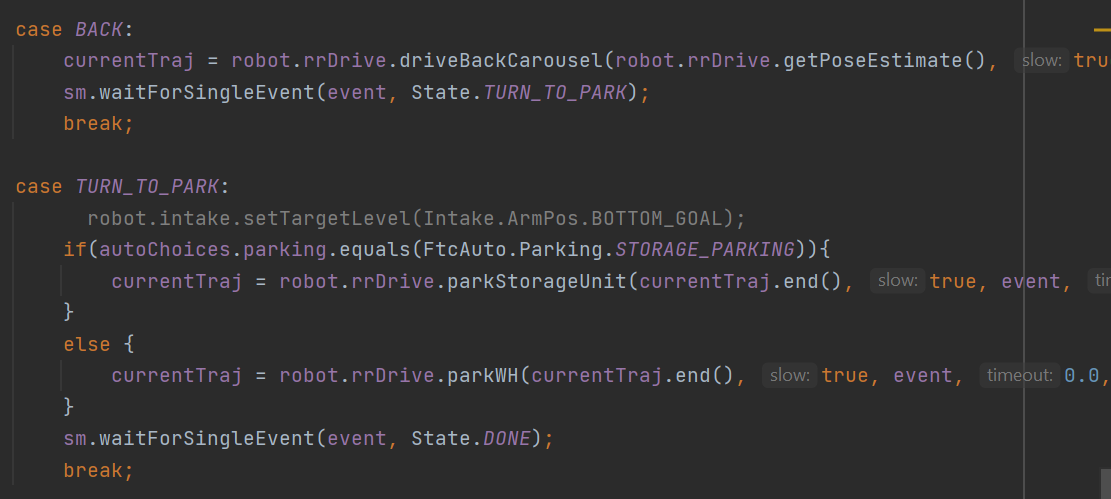 case BACK:
currentTraj = robot.rrDrive.driveBackCarousel(robot.rrDrive.getPoseEstimate(), slow: tru
sm.waitForSingleEvent(event, State.TURN_TO_PARK);
break;
case TURN_TO_PARK:
robot.intake.setTargetLevel(Intake.ArmPos.BOTTOM_GOAL);
if(autoChoices.parking.equals(FtcAuto.Parking.STORAGE_PARKING)){
currentTraj = robot.rrDrive.parkStorageUnit(currentTraj.end(), slow: true, event, tin
}
else {
currentTraj = robot.rrDrive.parkWH(currentTraj.end(), slow: true, event, timeout: 0.0,
}
sm.waitForSingleEvent(event, State.DONE);
break;